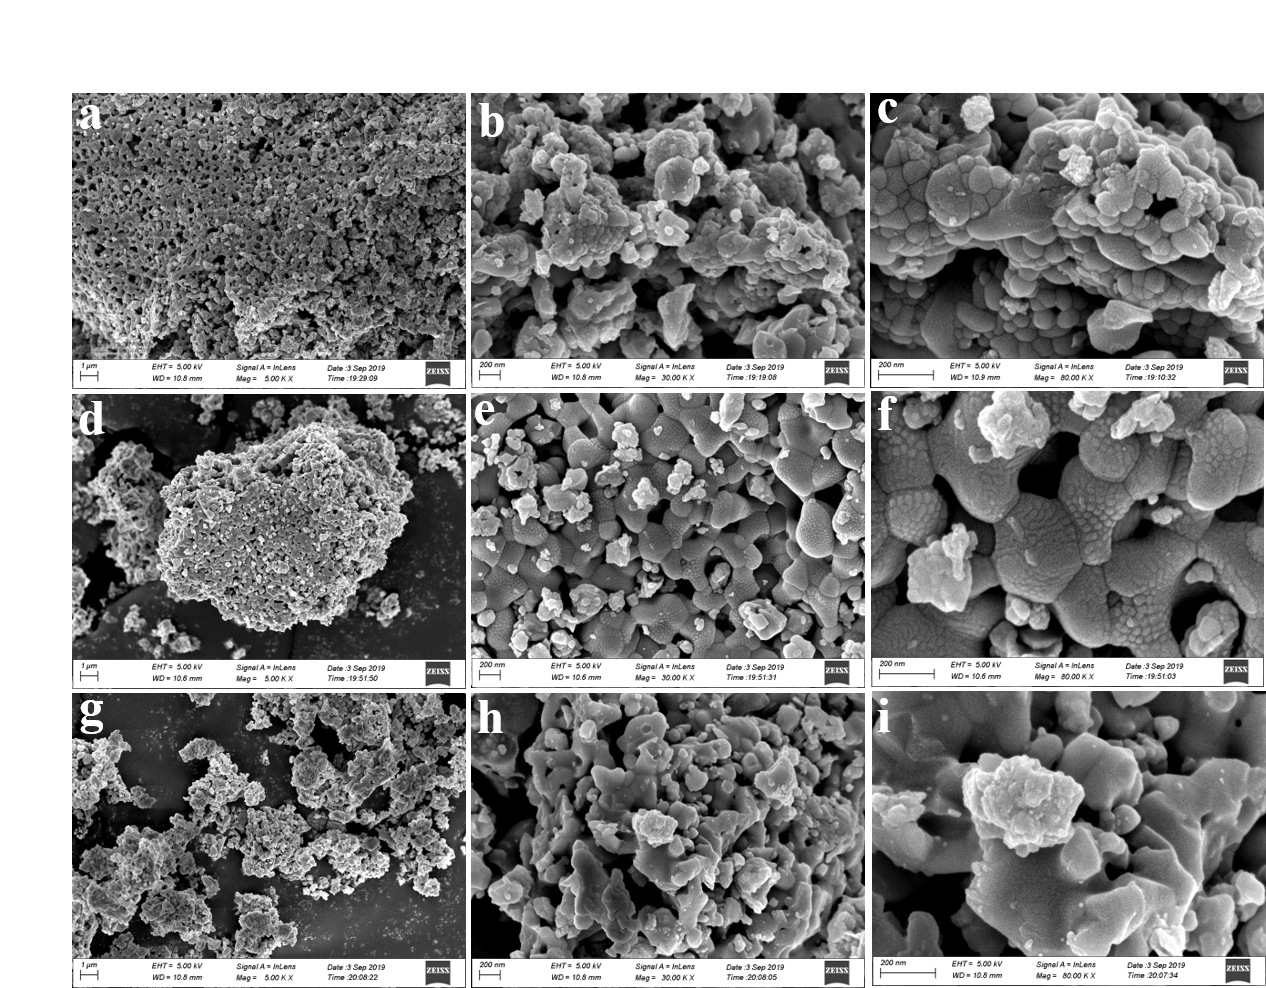 a
1 µm EHT = 5.00 kV Signal A = InLens Date :3 Sep 2019
WD = 10.8 mm Mag = 5.00 K X Time :19:29:09
ZEISS
b
200 nm EHT = 5.00 kV Signal A = InLens Date :3 Sep 2019
WD = 10.8 mm Mag = 30.00 K X Time :19:19:08
ZEISS
c
200 nm EHT = 5.00 kV Signal A = InLens Date :3 Sep 2019
WD = 10.9 mm Mag = 80.00 K X Time :19:10:32
ZEISS
d
1 µm EHT = 5.00 kV Signal A = InLens Date :3 Sep 2019
WD = 10.6 mm Mag = 5.00 K X Time :19:51:50
ZEISS
e
200 nm EHT = 5.00 kV Signal A = InLens Date :3 Sep 2019
WD = 10.6 mm Mag = 30.00 K X Time :19:51:31
ZEISS
f
200 nm EHT = 5.00 kV Signal A = InLens Date :3 Sep 2019
WD = 10.6 mm Mag = 80.00 K X Time :19:51:03
ZEISS
g
1 µm EHT = 5.00 kV Signal A = InLens Date :3 Sep 2019
WD = 10.8 mm Mag = 5.00 K X Time :20:08:22
ZEISS
h
200 nm EHT = 5.00 kV Signal A = InLens Date :3 Sep 2019
WD = 10.8 mm Mag = 30.00 K X Time :20:08:05
ZEISS
i
200 nm EHT = 5.00 kV Signal A = InLens Date :3 Sep 2019
WD = 10.8 mm Mag = 80.00 K X Time :20:07:34
ZEISS